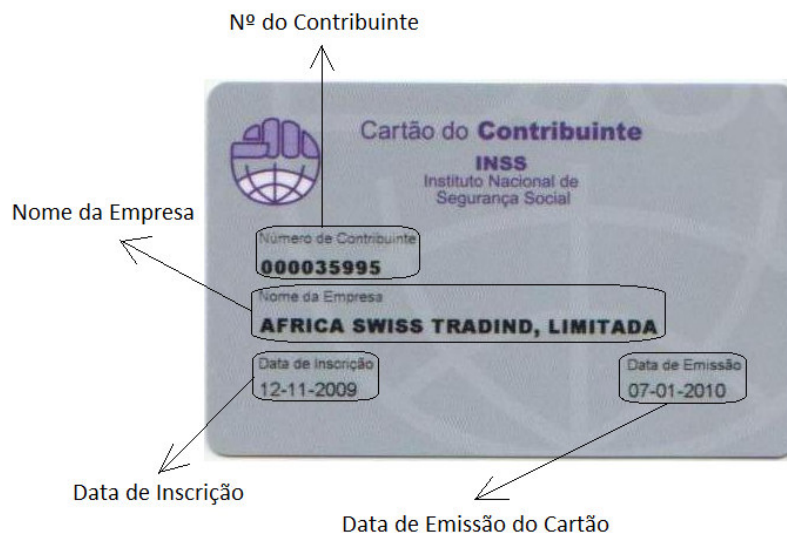 Nº do Contribuinte
Cartão do Contribuinte
INSS
Instituto Nacional de
Segurança Social
Nome da Empresa
Número de Contribuinte
000035995
Nome da Empresa
AFRICA SWISS TRADIND, LIMITADA
Data de Inscrição
12-11-2009
Data de Emissão
07-01-2010
Data de Inscrição
Data de Emissão do Cartão